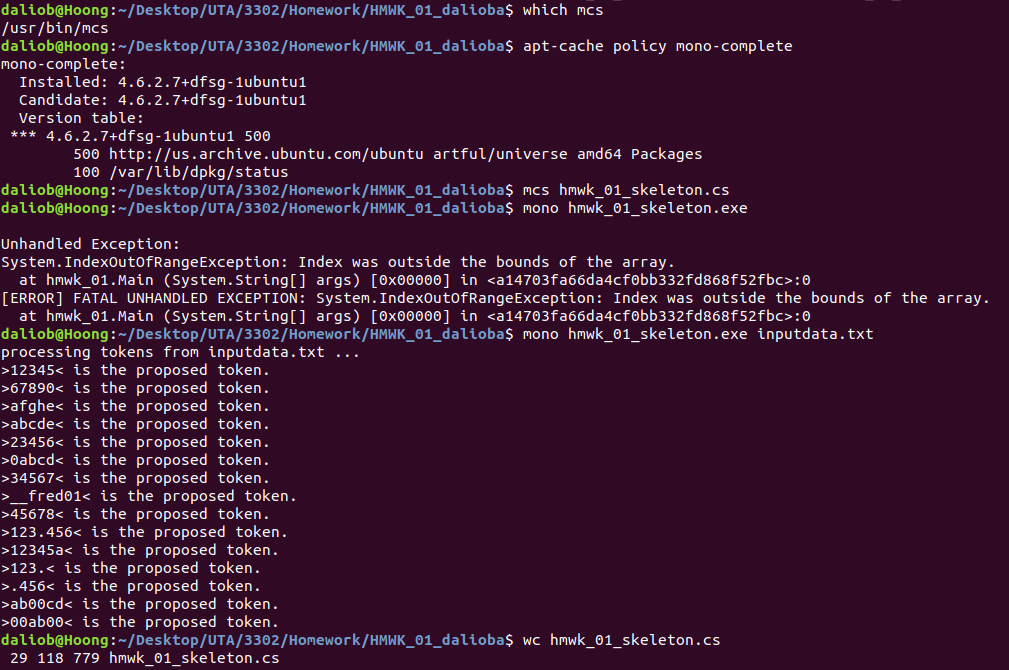 daliob@Hoong:~/Desktop/UTA/3302/Homework/HMWK_01_dalioba$ which mcs
/usr/bin/mcs
daliob@Hoong:~/Desktop/UTA/3302/Homework/HMWK_01_dalioba$ apt-cache policy mono-complete
mono-complete:
  Installed: 4.6.2.7+dfsg-1ubuntu1
  Candidate: 4.6.2.7+dfsg-1ubuntu1
  Version table:
 *** 4.6.2.7+dfsg-1ubuntu1 500
        500 http://us.archive.ubuntu.com/ubuntu artful/universe amd64 Packages
        100 /var/lib/dpkg/status
daliob@Hoong:~/Desktop/UTA/3302/Homework/HMWK_01_dalioba$ mcs hmwk_01_skeleton.cs
daliob@Hoong:~/Desktop/UTA/3302/Homework/HMWK_01_dalioba$ mono hmwk_01_skeleton.exe

Unhandled Exception:
System.IndexOutOfRangeException: Index was outside the bounds of the array.
  at hmwk_01.Main (System.String[] args) [0x00000] in <a14703fa66da4cf0bb332fd868f52fbc>:0
[ERROR] FATAL UNHANDLED EXCEPTION: System.IndexOutOfRangeException: Index was outside the bounds of the array.
  at hmwk_01.Main (System.String[] args) [0x00000] in <a14703fa66da4cf0bb332fd868f52fbc>:0
daliob@Hoong:~/Desktop/UTA/3302/Homework/HMWK_01_dalioba$ mono hmwk_01_skeleton.exe inputdata.txt
processing tokens from inputdata.txt ...
>12345< is the proposed token.
>67890< is the proposed token.
>afghe< is the proposed token.
>abcde< is the proposed token.
>23456< is the proposed token.
>0abcd< is the proposed token.
>34567< is the proposed token.
>__fred01< is the proposed token.
>45678< is the proposed token.
>123.456< is the proposed token.
>12345a< is the proposed token.
>123.< is the proposed token.
>.456< is the proposed token.
>ab00cd< is the proposed token.
>00ab00< is the proposed token.
daliob@Hoong:~/Desktop/UTA/3302/Homework/HMWK_01_dalioba$ wc hmwk_01_skeleton.cs
 29 118 779 hmwk_01_skeleton.cs